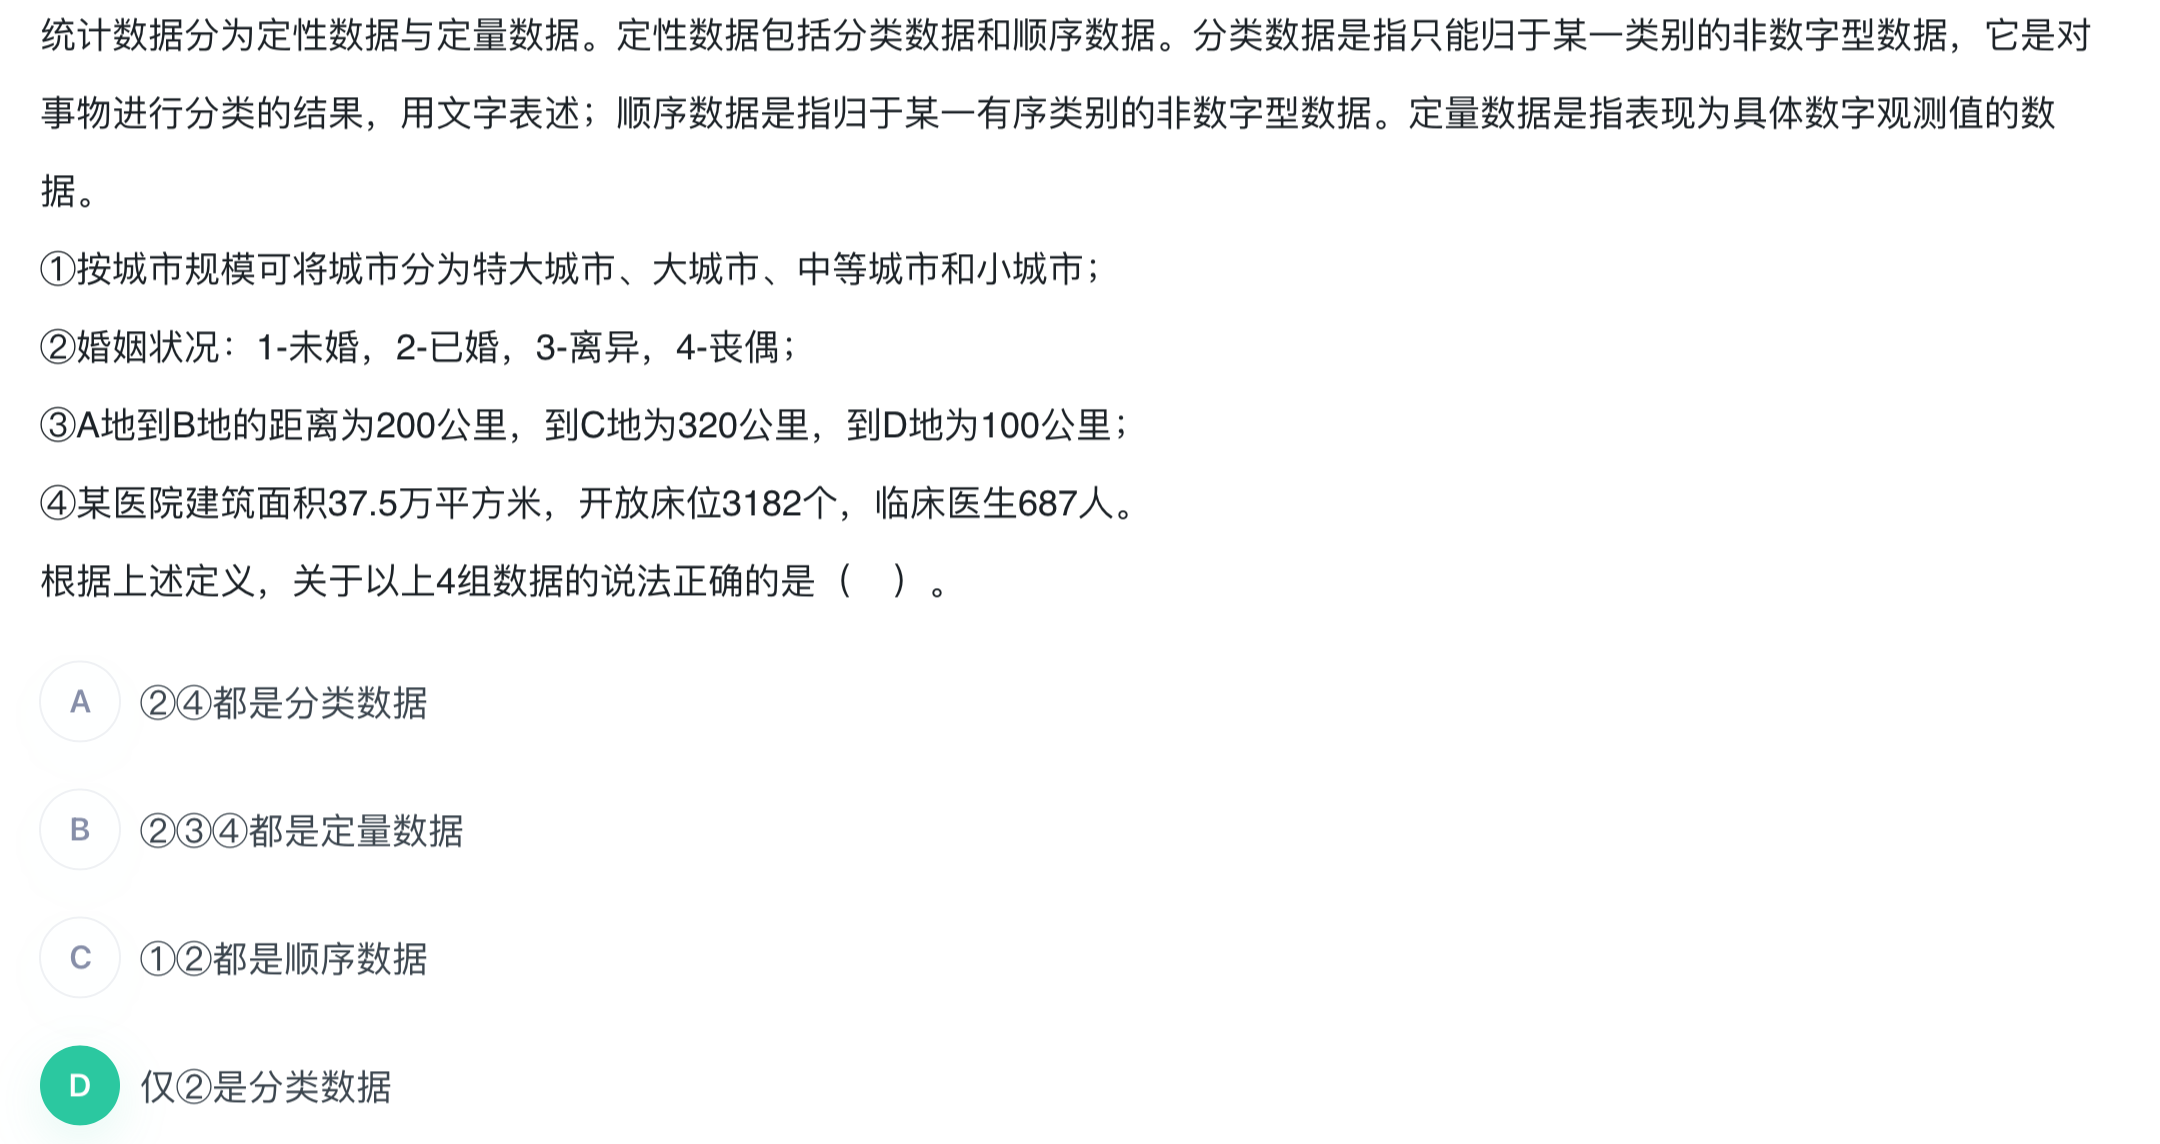 统计数据分为定性数据与定量数据。定性数据包括分类数据和顺序数据。分类数据是指只能归于某一类别的非数字型数据，它是对
事物进行分类的结果，用文字表述；顺序数据是指归于某一有序类别的非数字型数据。定量数据是指表现为具体数字观测值的数
据。
①按城市规模可将城市分为特大城市、大城市、中等城市和小城市；
②婚姻状况：1-未婚，2-已婚，3-离异，4-丧偶；
③A地到B地的距离为200公里，到C地为320公里，到D地为100公里；
④某医院建筑面积37.5万平方米，开放床位3182个，临床医生687人。
根据上述定义，关于以上4组数据的说法正确的是（　）。
A ②④都是分类数据
B ②③④都是定量数据
C ①②都是顺序数据
D 仅②是分类数据